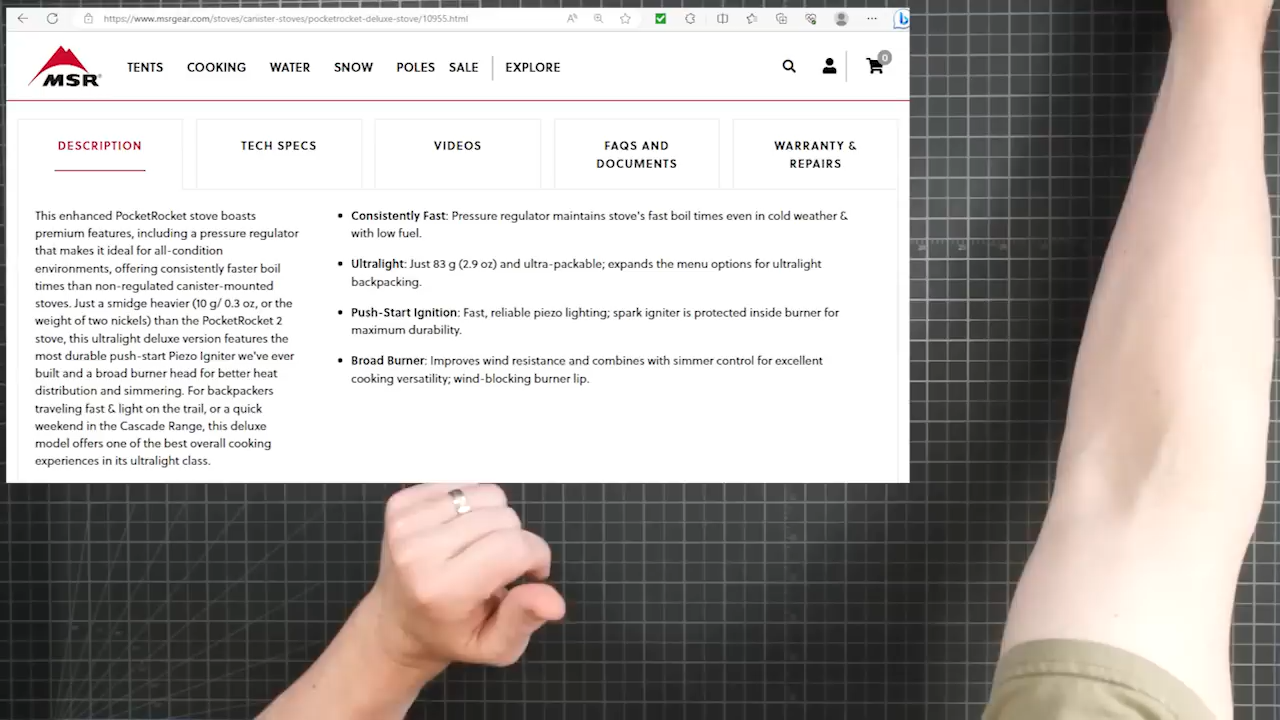 https://www.msrgear.com/stoves/canister-stoves/pocketrocket-deluxe-stove/10955.html
MSR
TENTS COOKING WATER SNOW POLES SALE EXPLORE
0
DESCRIPTION
TECH SPECS
VIDEOS
FAQS AND
DOCUMENTS
WARRANTY &
REPAIRS
This enhanced PocketRocket stove boasts
premium features, including a pressure regulator
that makes it ideal for all-condition
environments, offering consistently faster boil
times than non-regulated canister-mounted
stoves. Just a smidge heavier (10 g/ 0.3 oz, or the
weight of two nickels) than the PocketRocket 2
stove, this ultralight deluxe version features the
most durable push-start Piezo Igniter we've ever
built and a broad burner head for better heat
distribution and simmering. For backpackers
traveling fast & light on the trail, or a quick
weekend in the Cascade Range, this deluxe
model offers one of the best overall cooking
experiences in its ultralight class.
• Consistently Fast: Pressure regulator maintains stove's fast boil times even in cold weather &
with low fuel.
• Ultralight: Just 83 g (2.9 oz) and ultra-packable; expands the menu options for ultralight
backpacking.
• Push-Start Ignition: Fast, reliable piezo lighting; spark igniter is protected inside burner for
maximum durability.
• Broad Burner: Improves wind resistance and combines with simmer control for excellent
cooking versatility; wind-blocking burner lip.